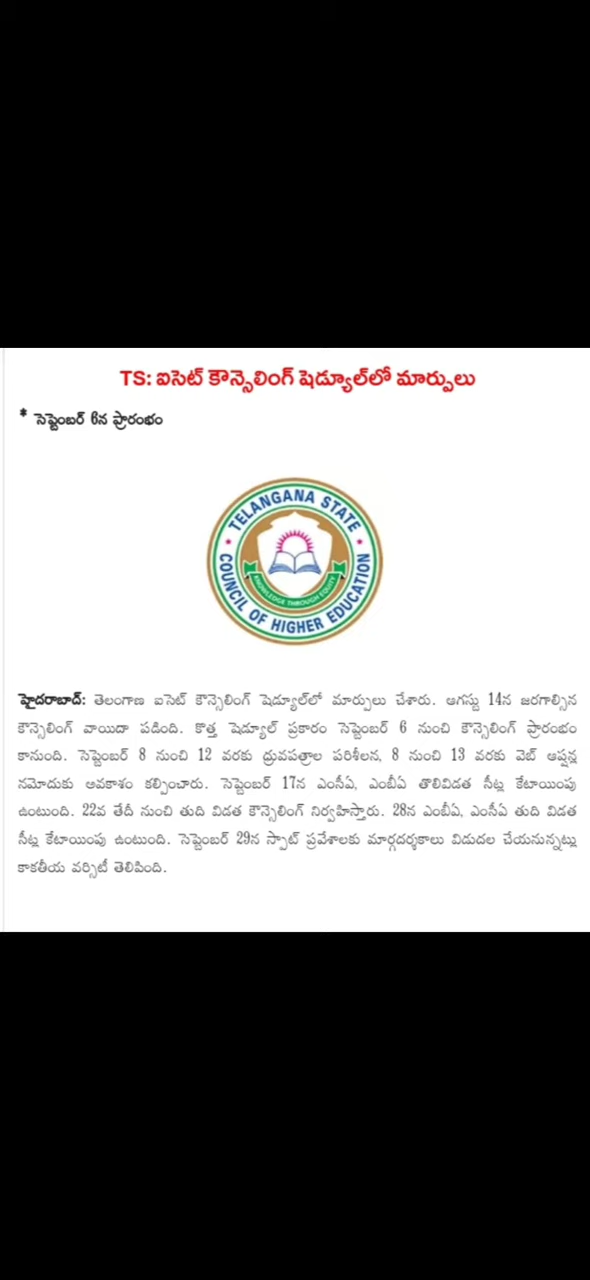 TS: ఐసెట్ కౌన్సెలింగ్ షెడ్యూల్‌లో మార్పులు
* సెప్టెంబర్ 6న ప్రారంభం
TELANGANA STATE
COUNCIL OF HIGHER EDUCATION
KNOWLEDGE THROUGH EQUITY
హైదరాబాద్: తెలంగాణ ఐసెట్ కౌన్సెలింగ్ షెడ్యూల్‌లో మార్పులు చేశారు. ఆగస్టు 14న జరగాల్సిన
కౌన్సెలింగ్ వాయిదా పడింది. కొత్త షెడ్యూల్ ప్రకారం సెప్టెంబర్ 6 నుంచి కౌన్సెలింగ్ ప్రారంభం
కానుంది. సెప్టెంబర్ 8 నుంచి 12 వరకు ధ్రువపత్రాల పరిశీలన, 8 నుంచి 13 వరకు వెబ్ ఆప్షన్ల
నమోదుకు అవకాశం కల్పించారు. సెప్టెంబర్ 17న ఎంసీఏ, ఎంబీఏ తొలివిడత సీట్ల కేటాయింపు
ఉంటుంది. 22వ తేదీ నుంచి తుది విడత కౌన్సెలింగ్ నిర్వహిస్తారు. 28న ఎంబీఏ, ఎంసీఏ తుది విడత
సీట్ల కేటాయింపు ఉంటుంది. సెప్టెంబర్ 29న స్పాట్ ప్రవేశాలకు మార్గదర్శకాలు విడుదల చేయనున్నట్లు
కాకతీయ వర్సిటీ తెలిపింది.